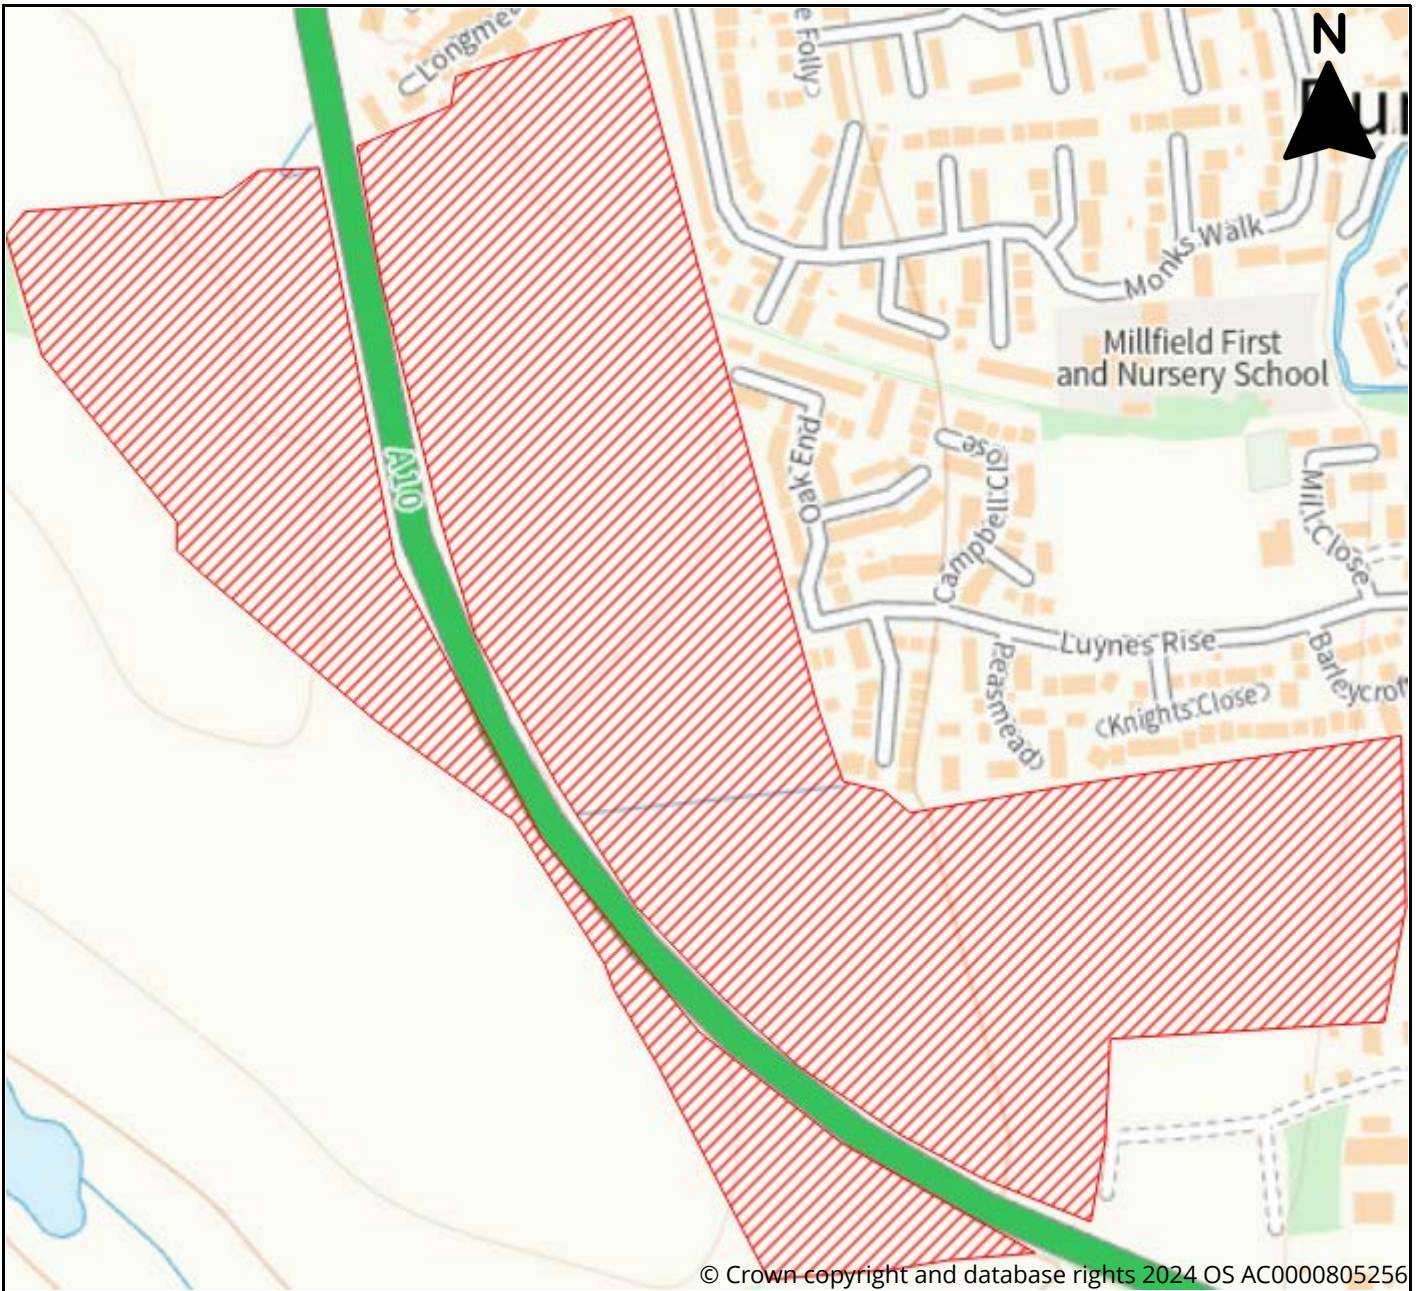 N
Longmea
e Folly
Monks Walk
Millfield First
and Nursery School
A10
Oak End
Campbell Close
Mill Close
Luynes Rise
Peasmead
Knights Close
Barleycroft
© Crown copyright and database rights 2024 OS AC0000805256